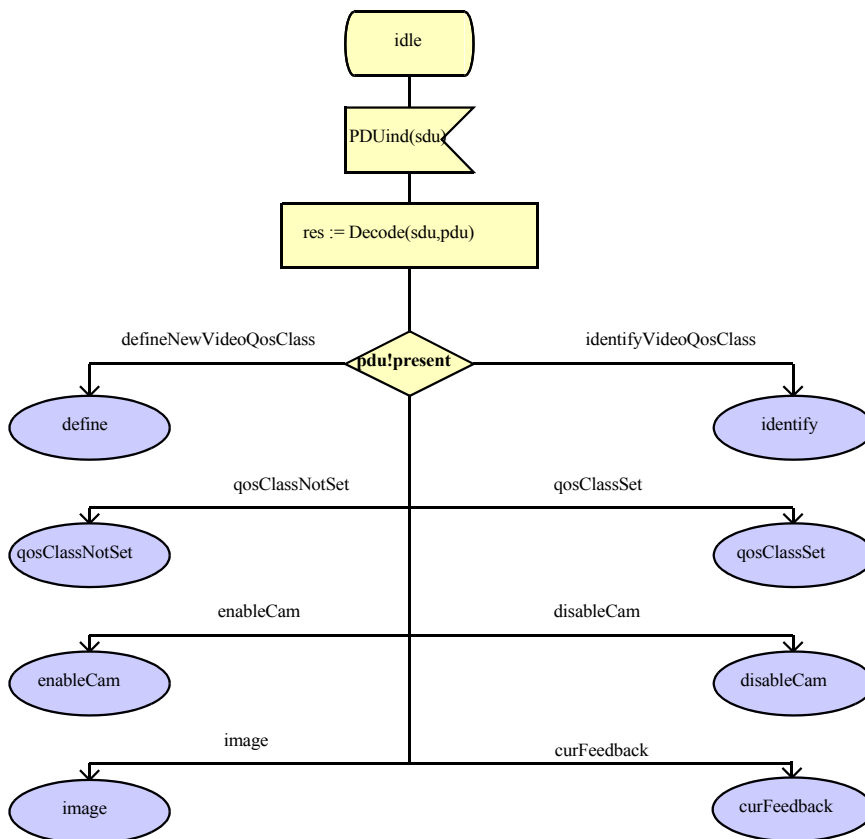 idle
PDUind(sdu)
res := Decode(sdu,pdu)
defineNewVideoQosClass
pdu!present
identifyVideoQosClass
define
identify
qosClassNotSet
qosClassSet
qosClassNotSet
qosClassSet
enableCam
disableCam
enableCam
disableCam
image
curFeedback
image
curFeedback